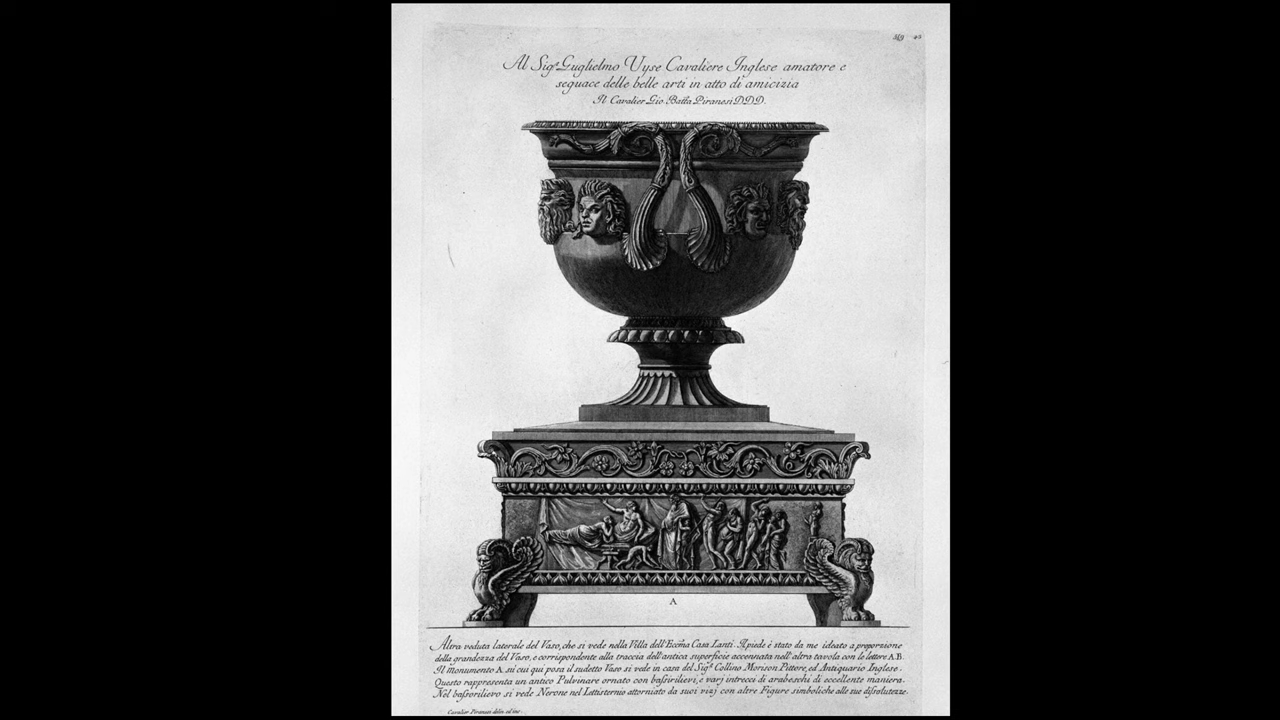 549 43
Al Sig.r Guglielmo Vyse Cavaliere Inglese amatore e
seguace delle belle arti in atto di amicizia
Il Cavalier Gio Batta Piranesi D.D.D.
A
Altra veduta laterale del Vaso, che si vede nella Villa dell'Eccma Casa Lanti. Il piede è stato da me ideato a proporzione
della grandezza del Vaso, e corrispondente alla traccia dell'antica superficie accennata nell'altra tavola con le lettere A.B.
Il Monumento A su cui qui posa il sudetto Vaso si vede in casa del Sig.r Collino Morison Pittore, ed Antiquario Inglese.
Questo rappresenta un antico Pulvinare ornato con bassirilievi, e varj intrecci di arabeschi di eccellente maniera.
Nel bassorilievo si vede Nerone nel Lettisternio attorniato da suoi vizj con altre Figure simboliche alle sue dissolutezze.
Cavalier Piranesi delin. ed inc.